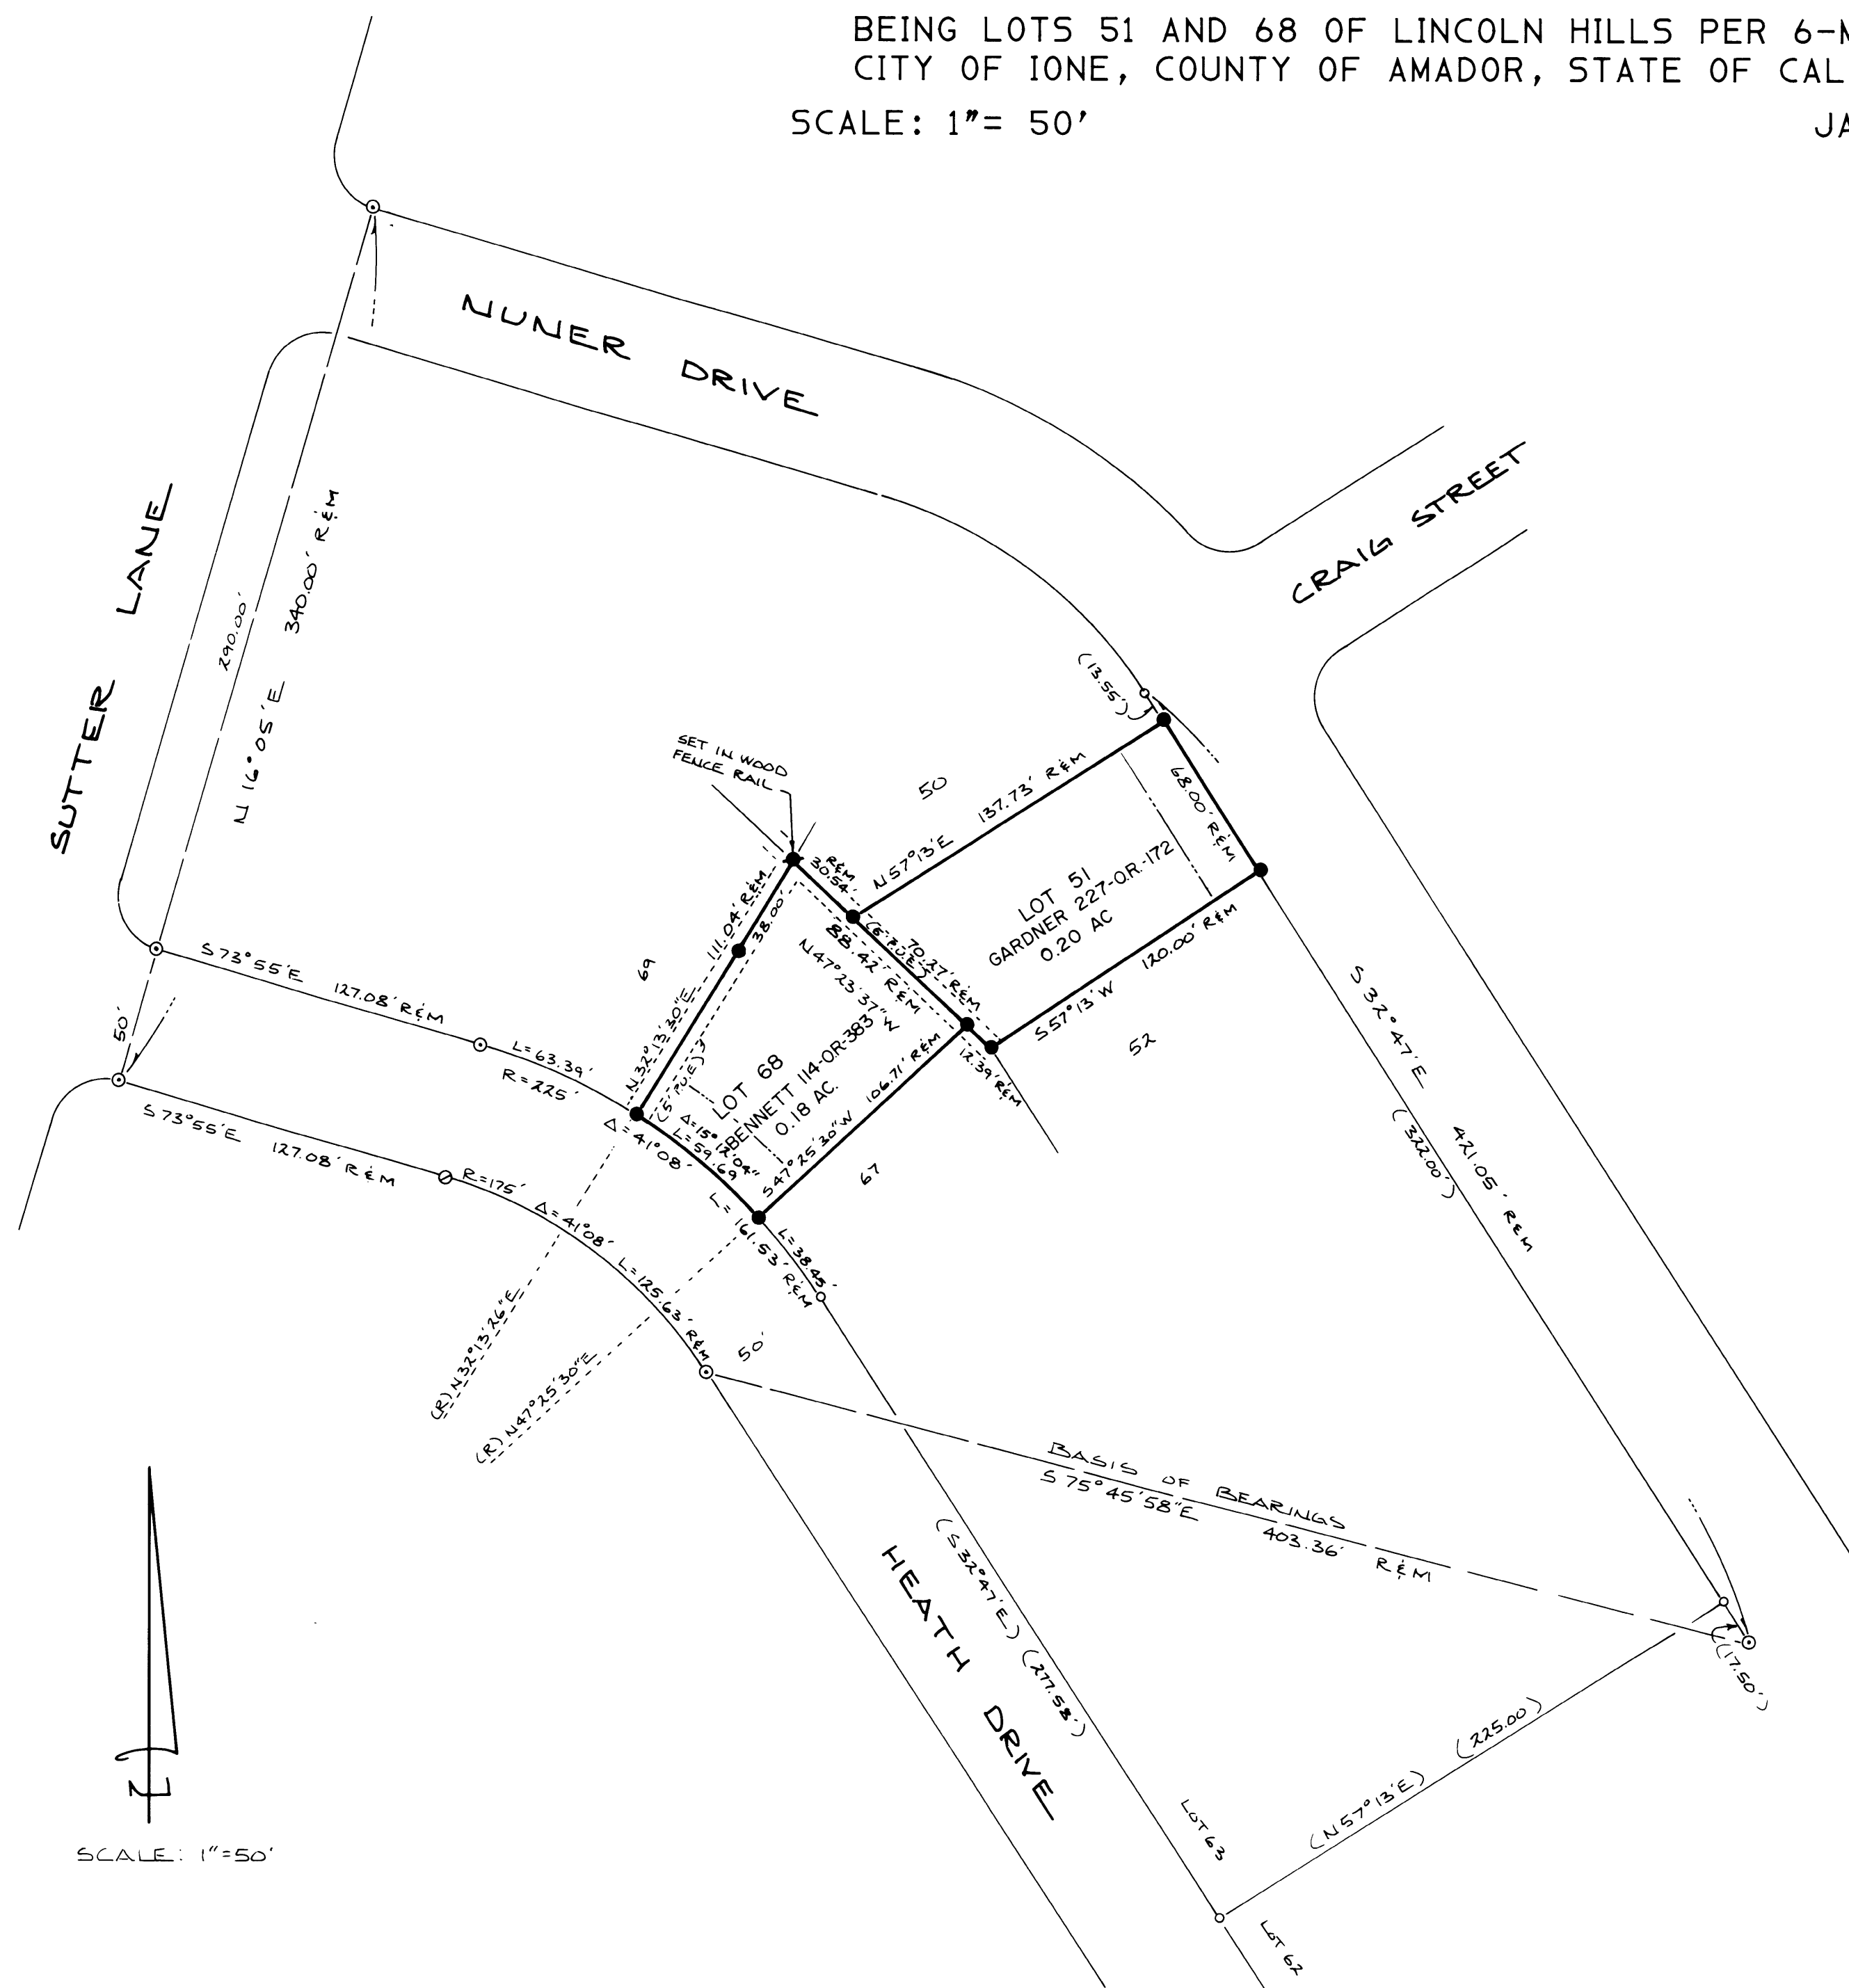 BEING LOTS 51 AND 68 OF LINCOLN HILLS PER 6-M
CITY OF IONE, COUNTY OF AMADOR, STATE OF CAL
SCALE: 1"= 50'
JA
NUNER DRIVE
CRAIG STREET
SUTTER LANE
290.00'
N 16°05'E 340.00' R&M
(13.55')
SET IN WOOD
FENCE RAIL
50
N57°13'E 137.73' R&M
68.00' R&M
LOT 51
GARDNER 227-O.R.-172
0.20 AC
S57°13'W 120.00' R&M
52
R&M
30.54'
(6' P.U.E.)
70.27' R&M
88.42' R&M
N47°23'37"W
12.39' R&M
69
111.04' R&M
38.00'
N32°13'30"E
(5' P.U.E.)
LOT 68
BENNETT 114-O.R-383
0.18 AC.
Δ=15°12'04"
L=59.69
S47°25'30"W 106.71' R&M
67
S73°55'E 127.08' R&M
L=63.39'
R=225'
Δ=41°08'
L=161.53' R&M
L=38.45'
50'
S73°55'E 127.08' R&M
R=175'
Δ=41°08'
L=125.63' R&M
50'
(R) N32°13'26"E
(R) N47°25'30"E
S32°47'E 421.05' R&M
(322.00')
BASIS OF BEARINGS
S75°45'58"E 403.36' R&M
(S32°47'E) (277.58')
HEATH DRIVE
(17.50')
(N57°13'E) (225.00)
LOT 63
LOT 62
N
SCALE: 1"=50'